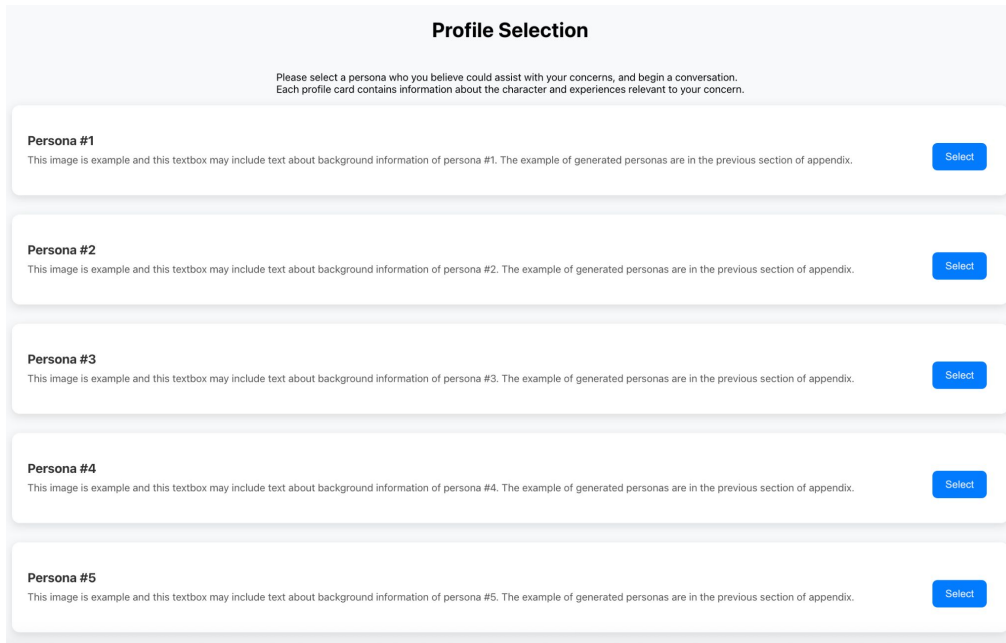 Profile Selection
Please select a persona who you believe could assist with your concerns, and begin a conversation.
Each profile card contains information about the character and experiences relevant to your concern.
Persona #1
This image is example and this textbox may include text about background information of persona #1. The example of generated personas are in the previous section of appendix.
Select
Persona #2
This image is example and this textbox may include text about background information of persona #2. The example of generated personas are in the previous section of appendix.
Select
Persona #3
This image is example and this textbox may include text about background information of persona #3. The example of generated personas are in the previous section of appendix.
Select
Persona #4
This image is example and this textbox may include text about background information of persona #4. The example of generated personas are in the previous section of appendix.
Select
Persona #5
This image is example and this textbox may include text about background information of persona #5. The example of generated personas are in the previous section of appendix.
Select